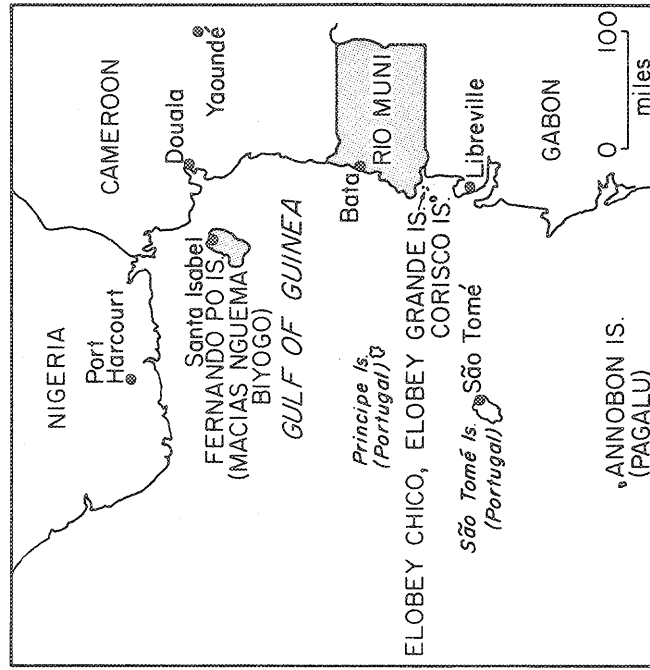 NIGERIA
Port
Harcourt
CAMEROON
Douala
Yaoundé
Santa Isabel
FERNANDO PO IS.
(MACIAS NGUEMA
BIYOGO)
GULF OF GUINEA
Bata
RIO MUNI
Principe Is.
(Portugal)
ELOBEY CHICO, ELOBEY GRANDE IS.
CORISCO IS.
Libreville
São Tomé
São Tomé Is.
(Portugal)
GABON
ANNOBON IS.
(PAGALU)
0 100
miles